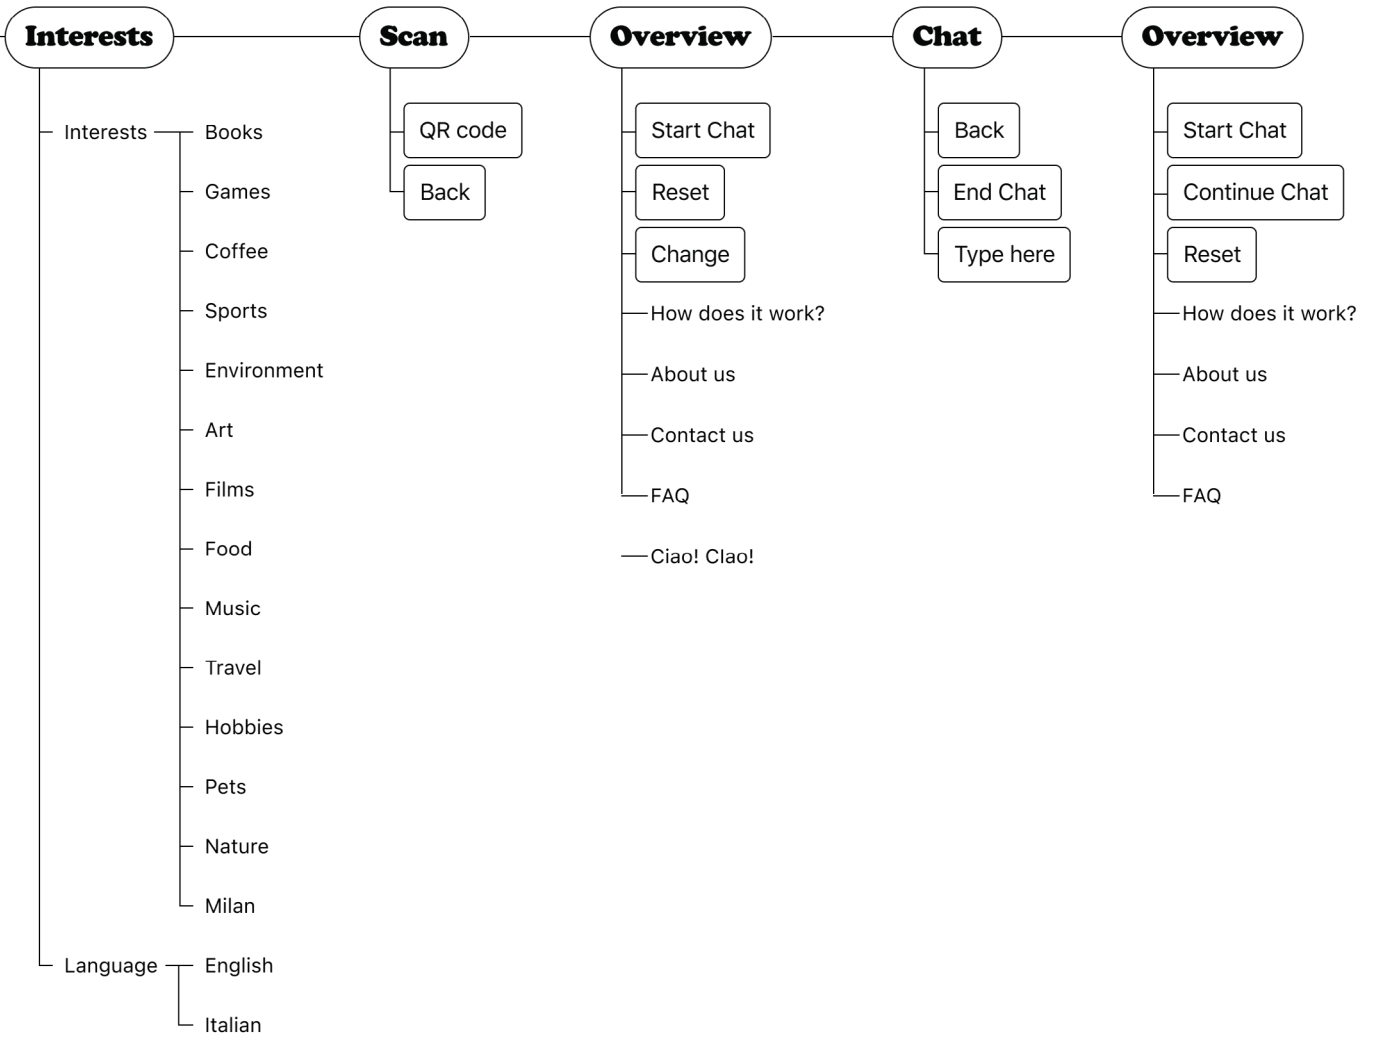 Interests
Scan
Overview
Chat
Overview
Interests
Books
Games
Coffee
Sports
Environment
Art
Films
Food
Music
Travel
Hobbies
Pets
Nature
Milan
Language
English
Italian
QR code
Back
Start Chat
Reset
Change
How does it work?
About us
Contact us
FAQ
Ciao! CIao!
Back
End Chat
Type here
Start Chat
Continue Chat
Reset
How does it work?
About us
Contact us
FAQ